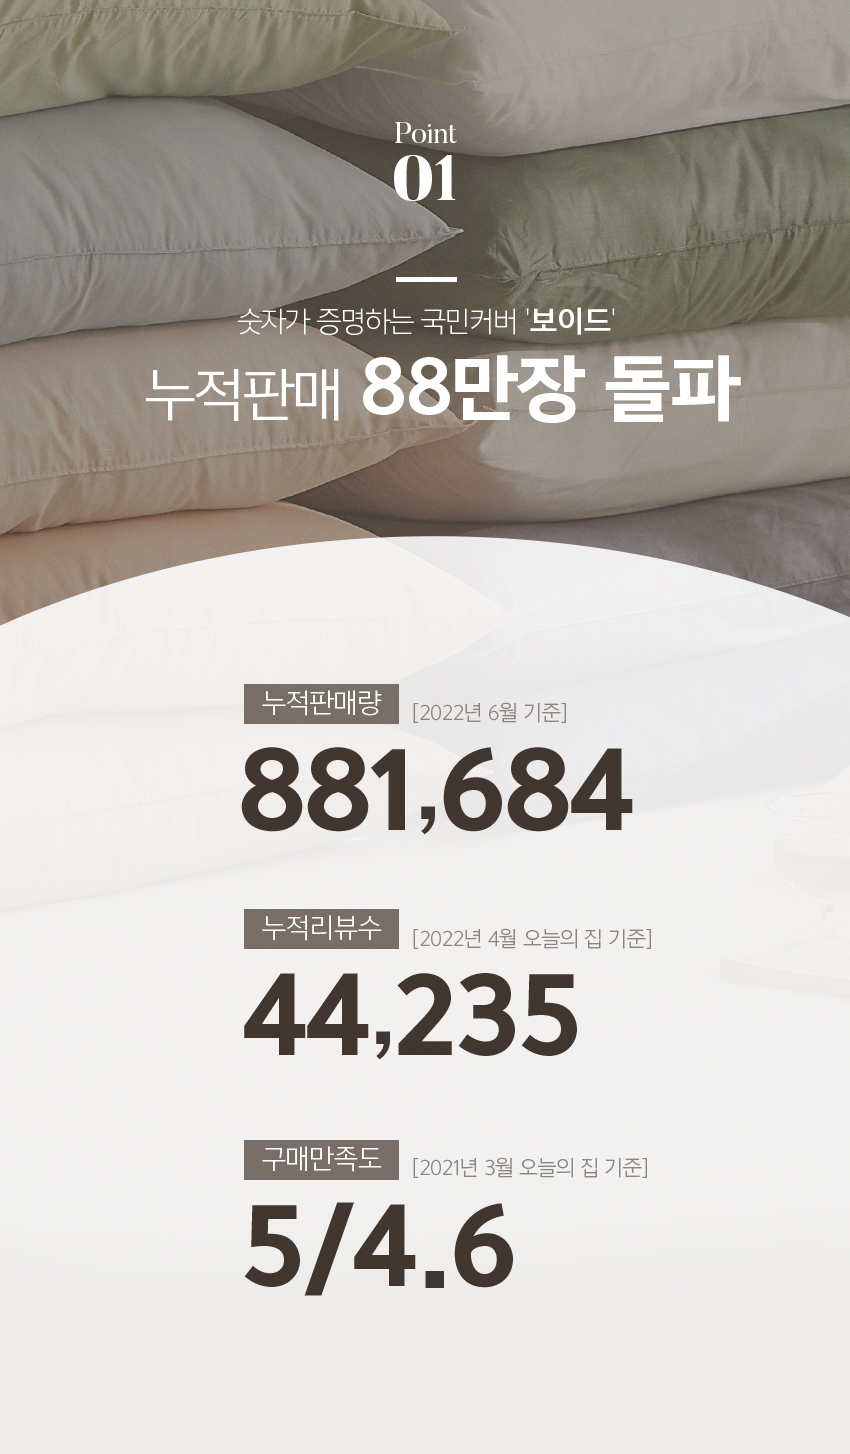 Point
01
숫자가 증명하는 국민커버 '보이드'
누적판매 88만장 돌파
누적판매량 [2022년 6월 기준]
881,684
누적리뷰수 [2022년 4월 오늘의 집 기준]
44,235
구매만족도 [2021년 3월 오늘의 집 기준]
5/4.6